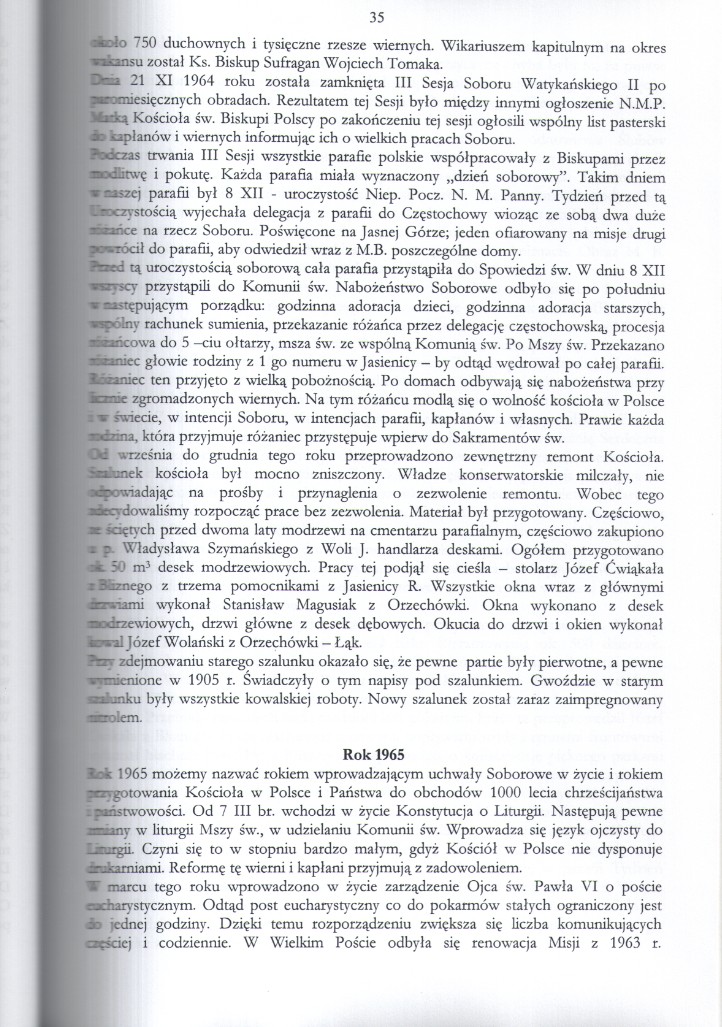 35
około 750 duchownych i tysięczne rzesze wiernych. Wikariuszem kapitulnym na okres
wakansu został Ks. Biskup Sufragan Wojciech Tomaka.
Dnia 21 XI 1964 roku została zamknięta III Sesja Soboru Watykańskiego II po
paromiesięcznych obradach. Rezultatem tej Sesji było między innymi ogłoszenie N.M.P.
Matką Kościoła św. Biskupi Polscy po zakończeniu tej sesji ogłosili wspólny list pasterski
do kapłanów i wiernych informując ich o wielkich pracach Soboru.
Podczas trwania III Sesji wszystkie parafie polskie współpracowały z Biskupami przez
modlitwę i pokutę. Każda parafia miała wyznaczony „dzień soborowy”. Takim dniem
w naszej parafii był 8 XII - uroczystość Niep. Pocz. N. M. Panny. Tydzień przed tą
Uroczystością wyjechała delegacja z parafii do Częstochowy wioząc ze sobą dwa duże
różańce na rzecz Soboru. Poświęcone na Jasnej Górze; jeden ofiarowany na misje drugi
powrócił do parafii, aby odwiedził wraz z M.B. poszczególne domy.
Przed tą uroczystością soborową cała parafia przystąpiła do Spowiedzi św. W dniu 8 XII
wszyscy przystąpili do Komunii św. Nabożeństwo Soborowe odbyło się po południu
w następującym porządku: godzinna adoracja dzieci, godzinna adoracja starszych,
wspólny rachunek sumienia, przekazanie różańca przez delegację częstochowską, procesja
różańcowa do 5 –ciu ołtarzy, msza św. ze wspólną Komunią św. Po Mszy św. Przekazano
różaniec głowie rodziny z 1 go numeru w Jasienicy – by odtąd wędrował po całej parafii.
Różaniec ten przyjęto z wielką pobożnością. Po domach odbywają się nabożeństwa przy
licznie zgromadzonych wiernych. Na tym różańcu modlą się o wolność kościoła w Polsce
i w świecie, w intencji Soboru, w intencjach parafii, kapłanów i własnych. Prawie każda
rodzina, która przyjmuje różaniec przystępuje wpierw do Sakramentów św.
Od września do grudnia tego roku przeprowadzono zewnętrzny remont Kościoła.
Szalunek kościoła był mocno zniszczony. Władze konserwatorskie milczały, nie
odpowiadając na prośby i przynaglenia o zezwolenie remontu. Wobec tego
zdecydowaliśmy rozpocząć prace bez zezwolenia. Materiał był przygotowany. Częściowo,
ze ściętych przed dwoma laty modrzewi na cmentarzu parafialnym, częściowo zakupiono
z p. Władysława Szymańskiego z Woli J. handlarza deskami. Ogółem przygotowano
ok. 50 m³ desek modrzewiowych. Pracy tej podjął się cieśla – stolarz Józef Ćwiąkała
z Bliznego z trzema pomocnikami z Jasienicy R. Wszystkie okna wraz z głównymi
drzwiami wykonał Stanisław Magusiak z Orzechówki. Okna wykonano z desek
modrzewiowych, drzwi główne z desek dębowych. Okucia do drzwi i okien wykonał
kowal Józef Wolański z Orzechówki – Łąk.
Przy zdejmowaniu starego szalunku okazało się, że pewne partie były pierwotne, a pewne
wymienione w 1905 r. Świadczyły o tym napisy pod szalunkiem. Gwoździe w starym
szalunku były wszystkie kowalskiej roboty. Nowy szalunek został zaraz zaimpregnowany
nitrolem.
Rok 1965
Rok 1965 możemy nazwać rokiem wprowadzającym uchwały Soborowe w życie i rokiem
przygotowania Kościoła w Polsce i Państwa do obchodów 1000 lecia chrześcijaństwa
i państwowości. Od 7 III br. wchodzi w życie Konstytucja o Liturgii. Następują pewne
zmiany w liturgii Mszy św., w udzielaniu Komunii św. Wprowadza się język ojczysty do
Liturgii. Czyni się to w stopniu bardzo małym, gdyż Kościół w Polsce nie dysponuje
drukarniami. Reformę tę wierni i kapłani przyjmują z zadowoleniem.
W marcu tego roku wprowadzono w życie zarządzenie Ojca św. Pawła VI o poście
eucharystycznym. Odtąd post eucharystyczny co do pokarmów stałych ograniczony jest
do jednej godziny. Dzięki temu rozporządzeniu zwiększa się liczba komunikujących
częściej i codziennie. W Wielkim Poście odbyła się renowacja Misji z 1963 r.